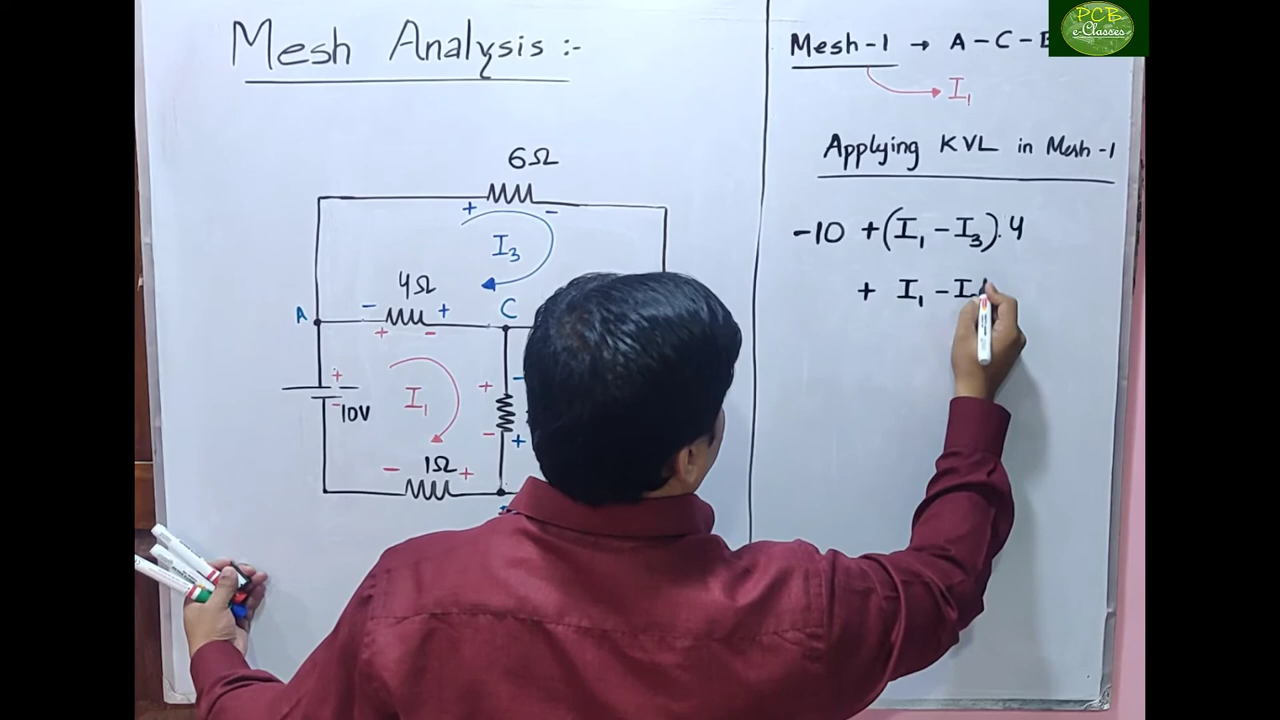 Mesh Analysis :-
6Ω
+ -
I3
4Ω
- +
A
C
+ -
+
-
10V
I1
+
-
-
+
- 1Ω +
Mesh-1 → A-C-
I1
Applying KVL in Mesh-1
-10 +(I1 - I3).4
+ I1 - I
PCB
e-Classes